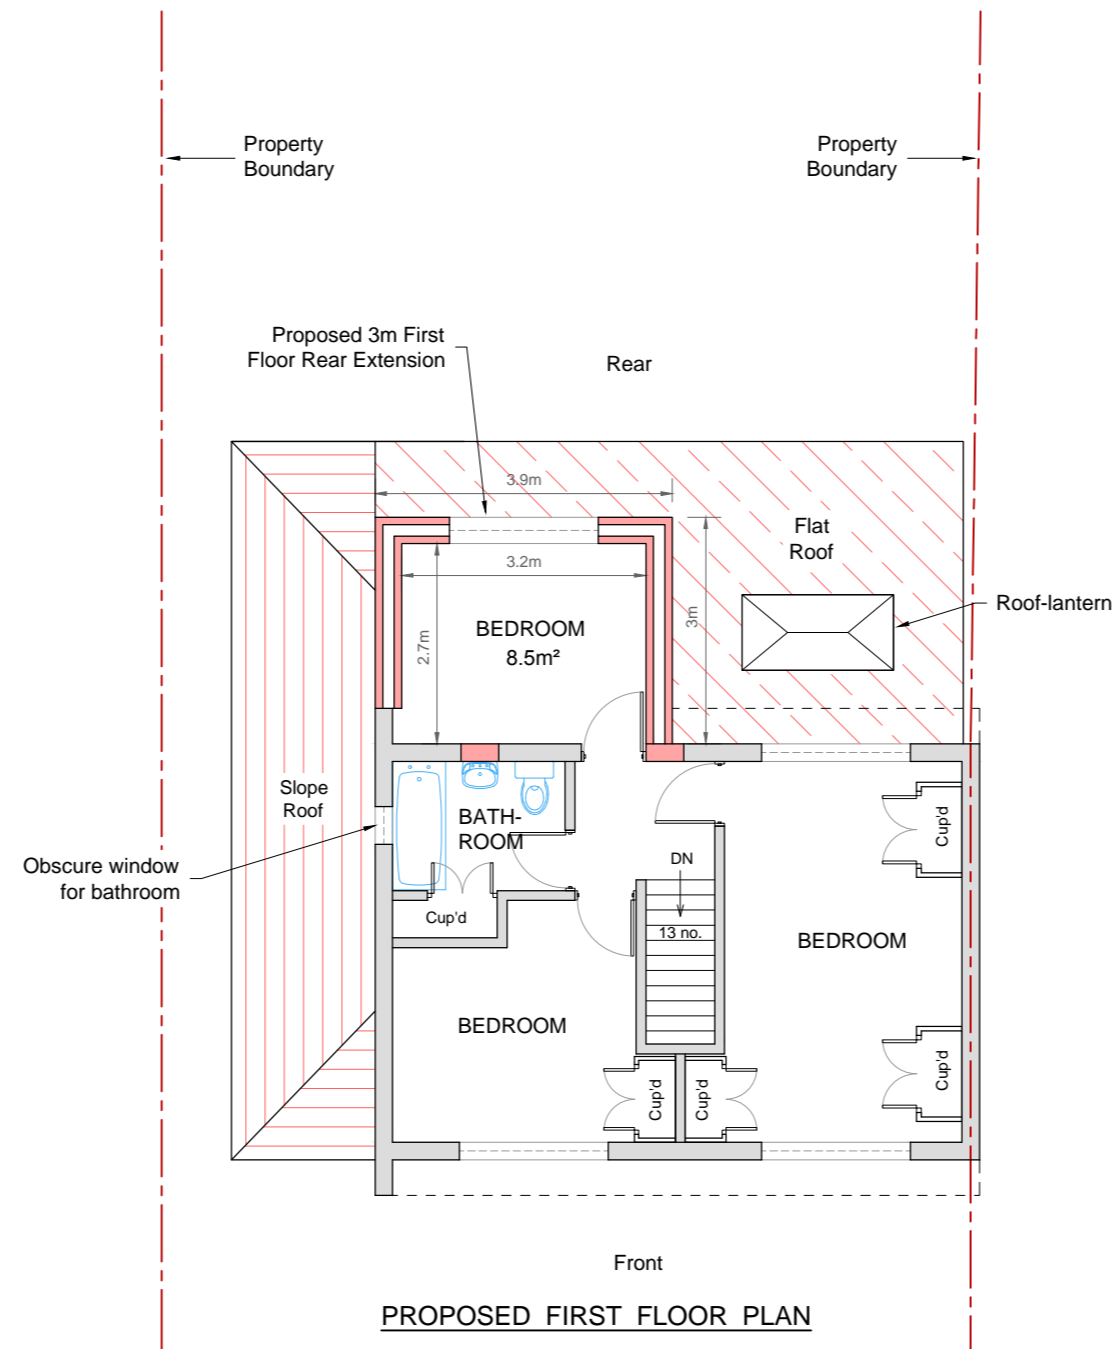 Property
Boundary
Property
Boundary
Proposed 3m First
Floor Rear Extension
Rear
3.9m
Flat
Roof
3.2m
Roof-lantern
BEDROOM
8.5m²
2.7m
3m
Slope
Roof
BATH-
ROOM
Cup'd
Obscure window
for bathroom
DN
Cup'd
13 no.
BEDROOM
BEDROOM
Cup'd
Cup'd
Cup'd
Front
PROPOSED FIRST FLOOR PLAN